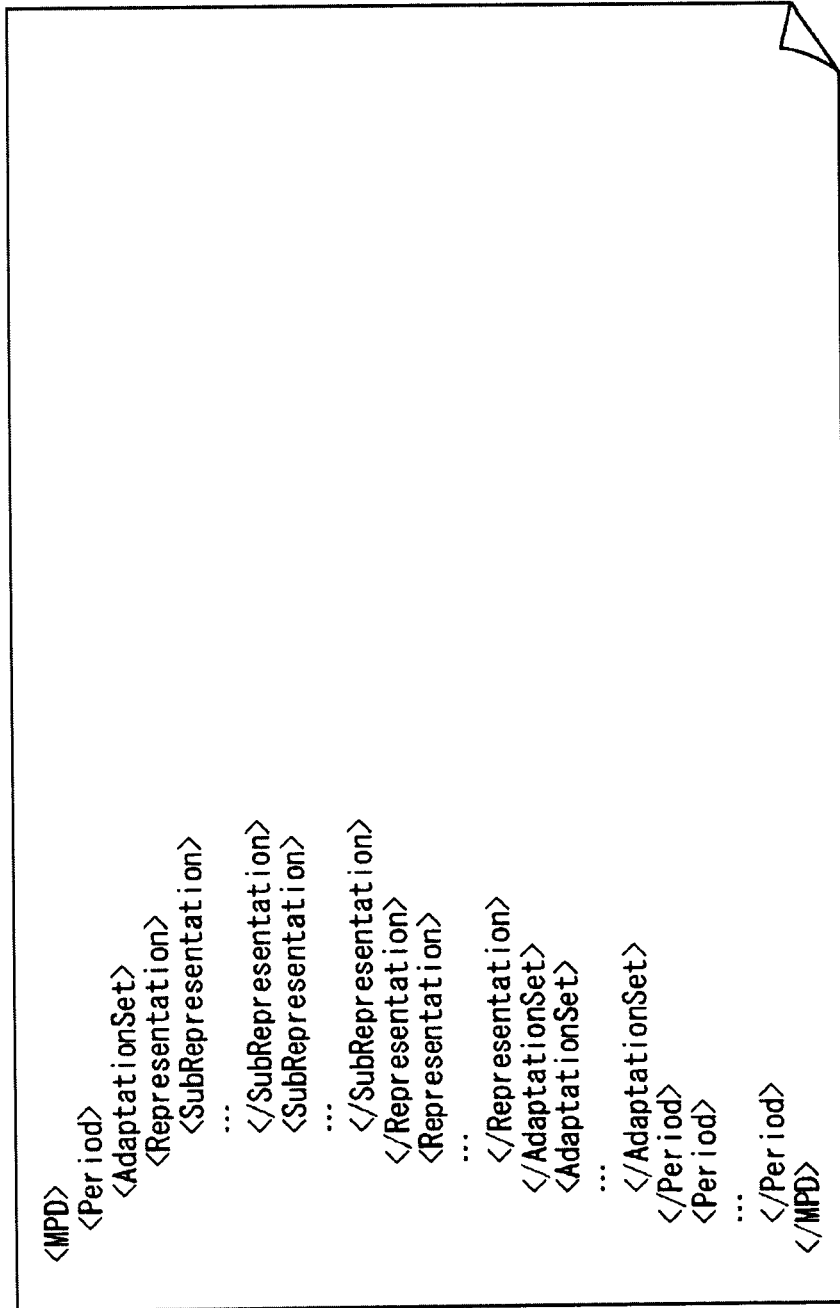 <MPD>
<Period>
<AdaptationSet>
<Representation>
<SubRepresentation>
...
</SubRepresentation>
<SubRepresentation>
...
</SubRepresentation>
</Representation>
<Representation>
...
</Representation>
</AdaptationSet>
<AdaptationSet>
...
</AdaptationSet>
</Period>
<Period>
...
</Period>
</MPD>